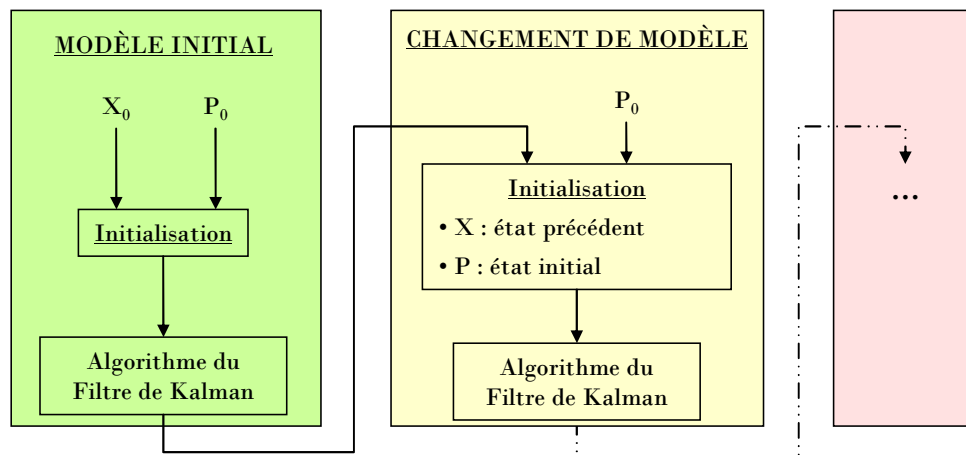 MODÈLE INITIAL
X₀
P₀
Initialisation
Algorithme du
Filtre de Kalman
CHANGEMENT DE MODÈLE
P₀
Initialisation
• X : état précédent
• P : état initial
Algorithme du
Filtre de Kalman
...